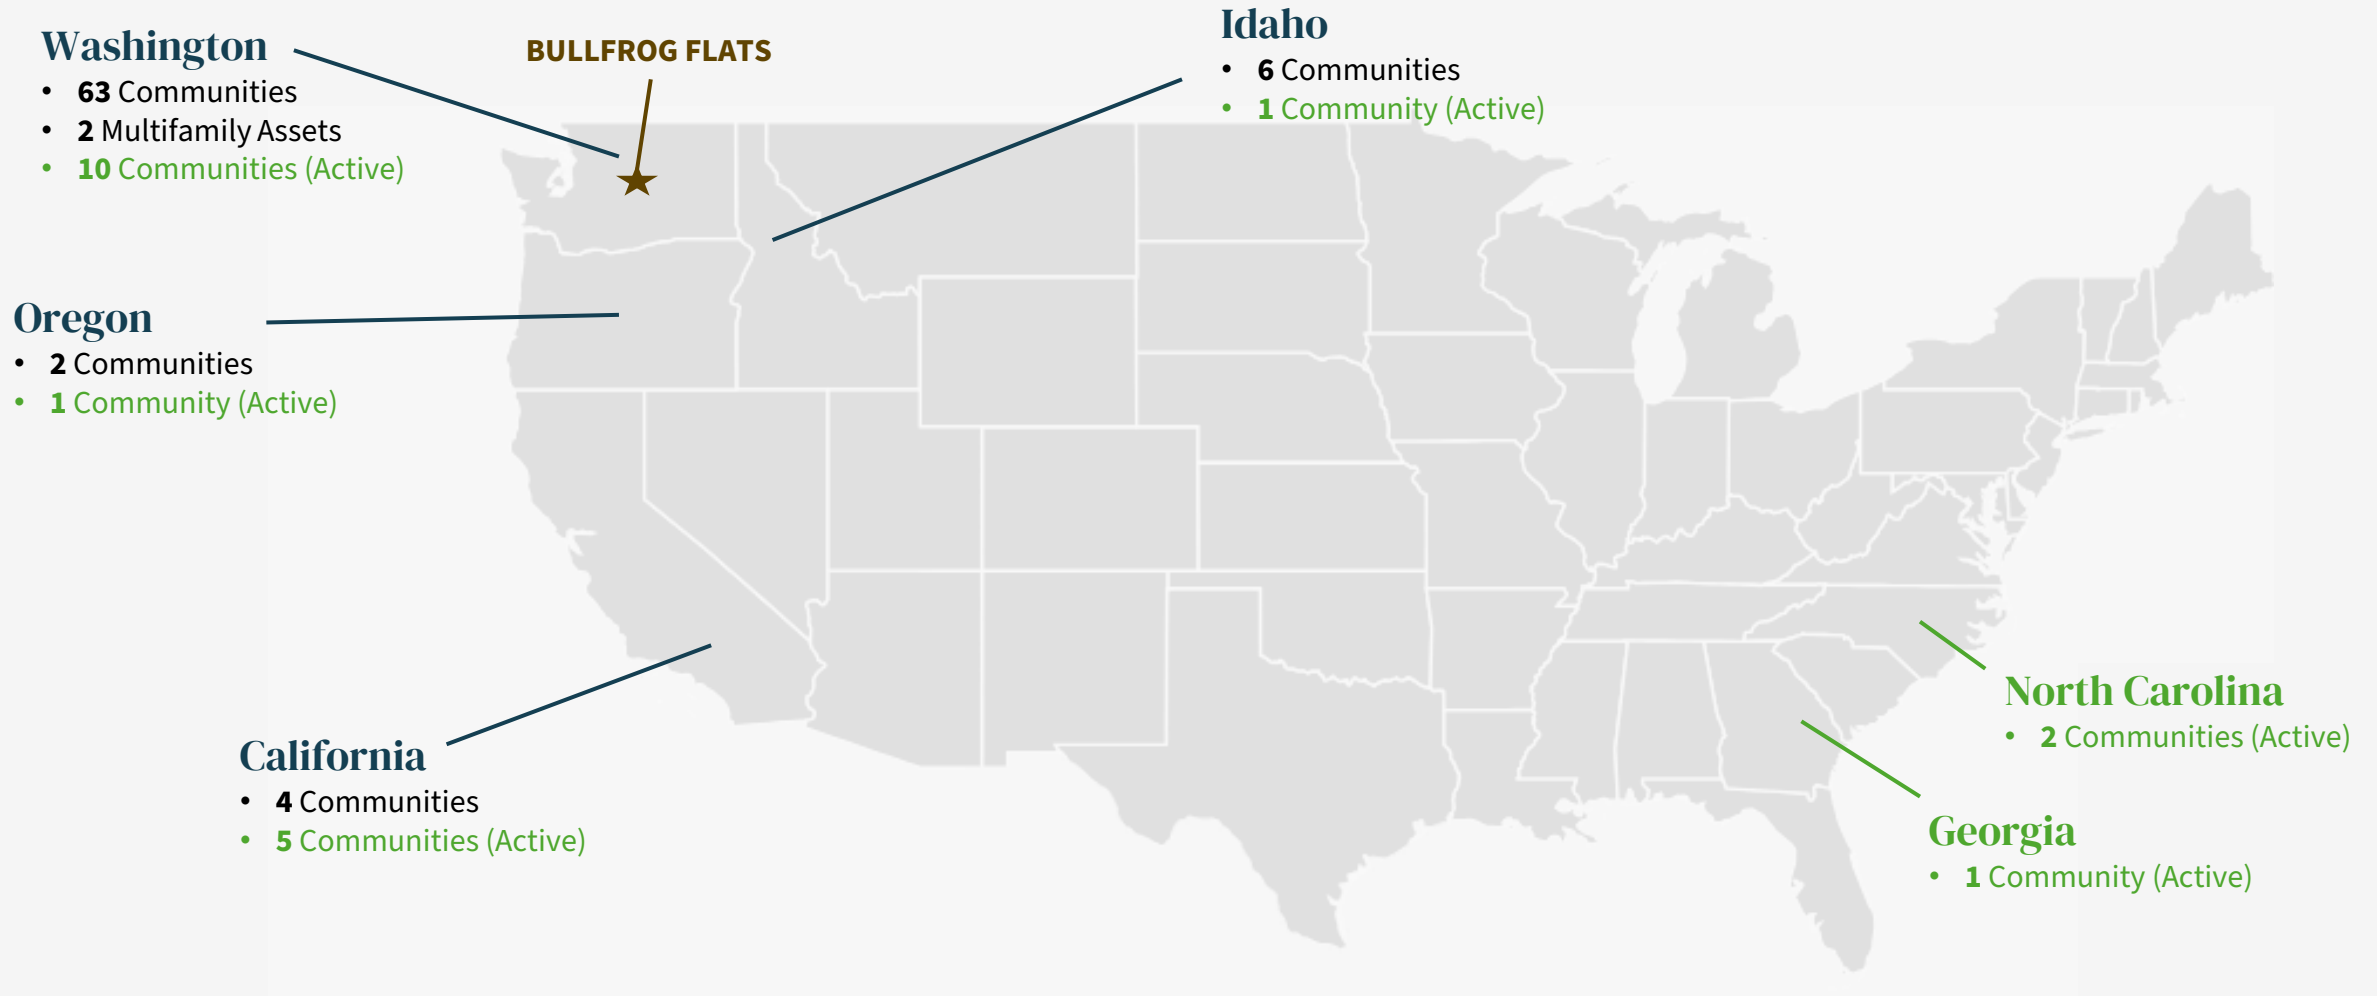 Washington
• 63 Communities
• 2 Multifamily Assets
• 10 Communities (Active)
BULLFROG FLATS
Idaho
• 6 Communities
• 1 Community (Active)
Oregon
• 2 Communities
• 1 Community (Active)
California
• 4 Communities
• 5 Communities (Active)
North Carolina
• 2 Communities (Active)
Georgia
• 1 Community (Active)